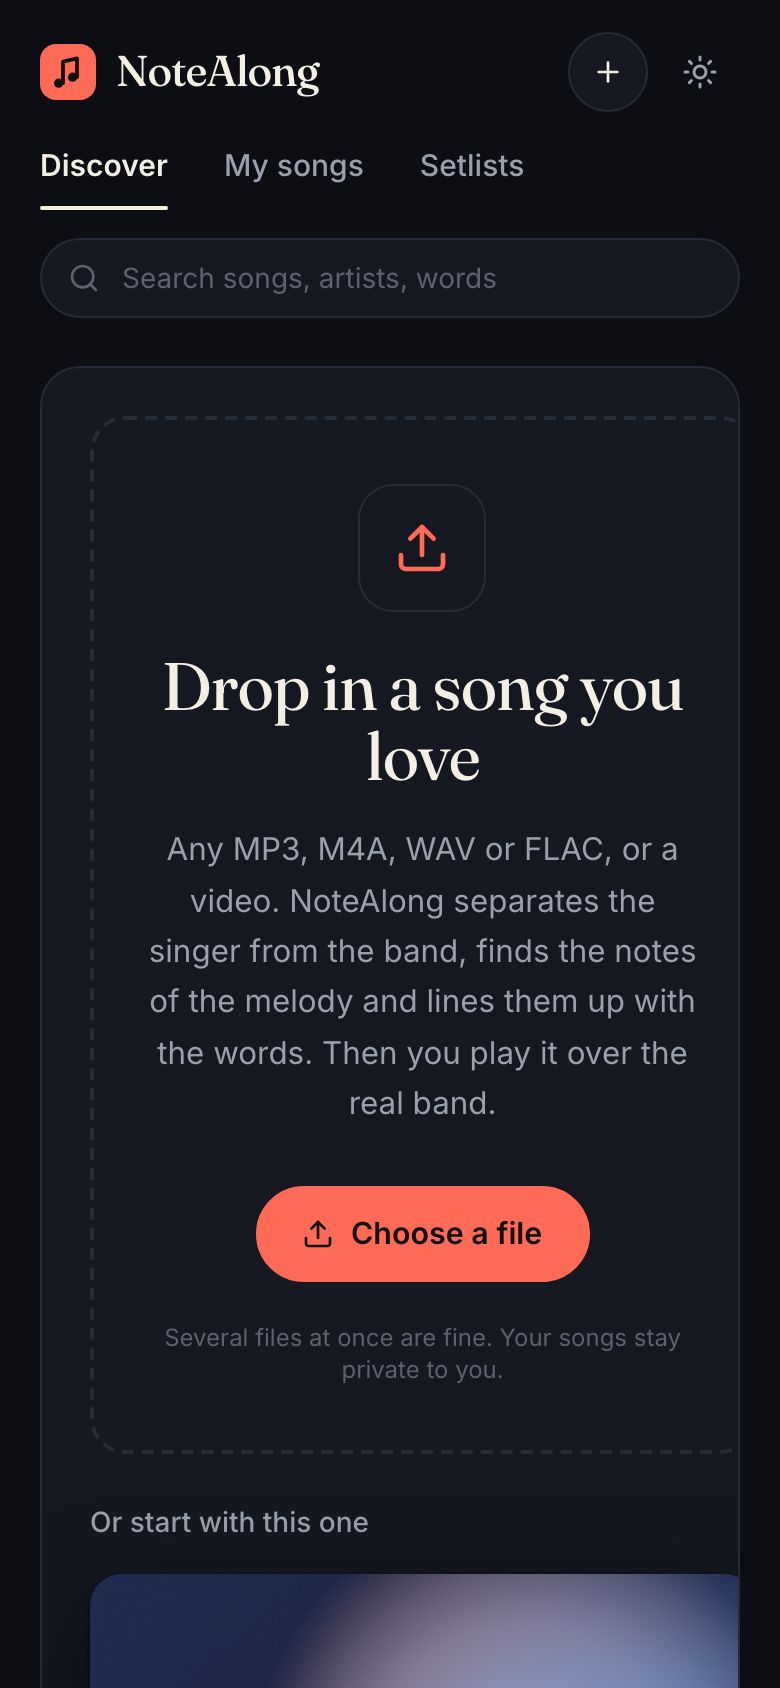 NoteAlong
Discover
My songs
Setlists
Search songs, artists, words
Drop in a song you
love
Any MP3, M4A, WAV or FLAC, or a
video. NoteAlong separates the
singer from the band, finds the notes
of the melody and lines them up with
the words. Then you play it over the
real band.
Choose a file
Several files at once are fine. Your songs stay
private to you.
Or start with this one